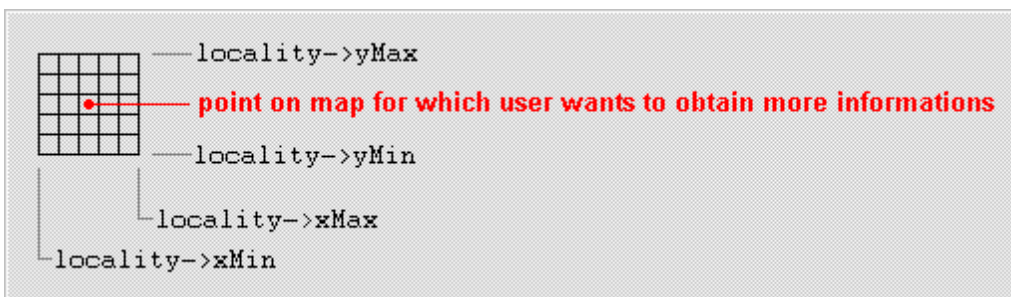 locality->yMax
point on map for which user wants to obtain more informations
locality->yMin
locality->xMax
locality->xMin